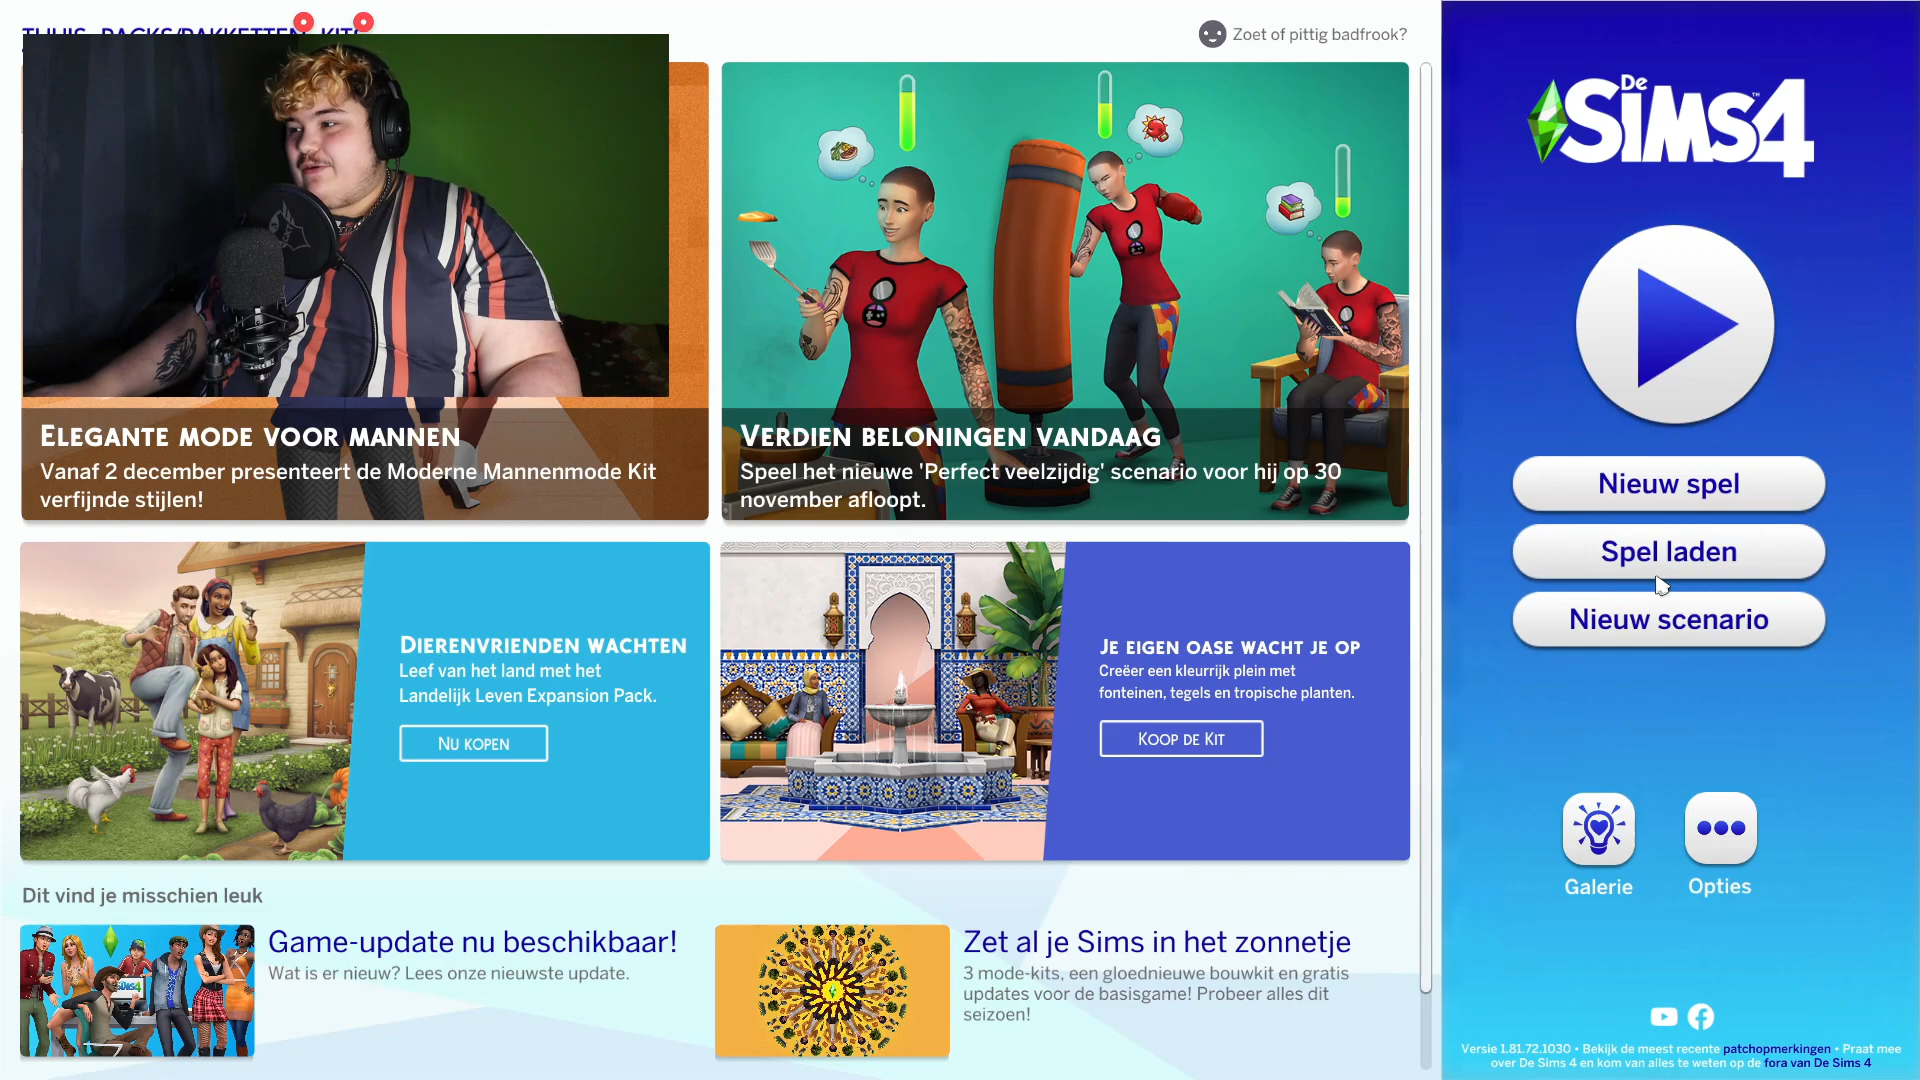 THUIS PACKS/PAKKETTEN KITS
Zoet of pittig badfrook?
ELEGANTE MODE VOOR MANNEN
Vanaf 2 december presenteert de Moderne Mannenmode Kit
verfijnde stijlen!
VERDIEN BELONINGEN VANDAAG
Speel het nieuwe 'Perfect veelzijdig' scenario voor hij op 30
november afloopt.
DIERENVRIENDEN WACHTEN
Leef van het land met het
Landelijk Leven Expansion Pack.
NU KOPEN
JE EIGEN OASE WACHT JE OP
Creëer een kleurrijk plein met
fonteinen, tegels en tropische planten.
KOOP DE KIT
Dit vind je misschien leuk
Game-update nu beschikbaar!
Wat is er nieuw? Lees onze nieuwste update.
Zet al je Sims in het zonnetje
3 mode-kits, een gloednieuwe bouwkit en gratis
updates voor de basisgame! Probeer alles dit
seizoen!
De
SIMS4™
Nieuw spel
Spel laden
Nieuw scenario
Galerie
Opties
Versie 1.81.72.1030 • Bekijk de meest recente patchopmerkingen • Praat mee
over De Sims 4 en kom van alles te weten op de fora van De Sims 4